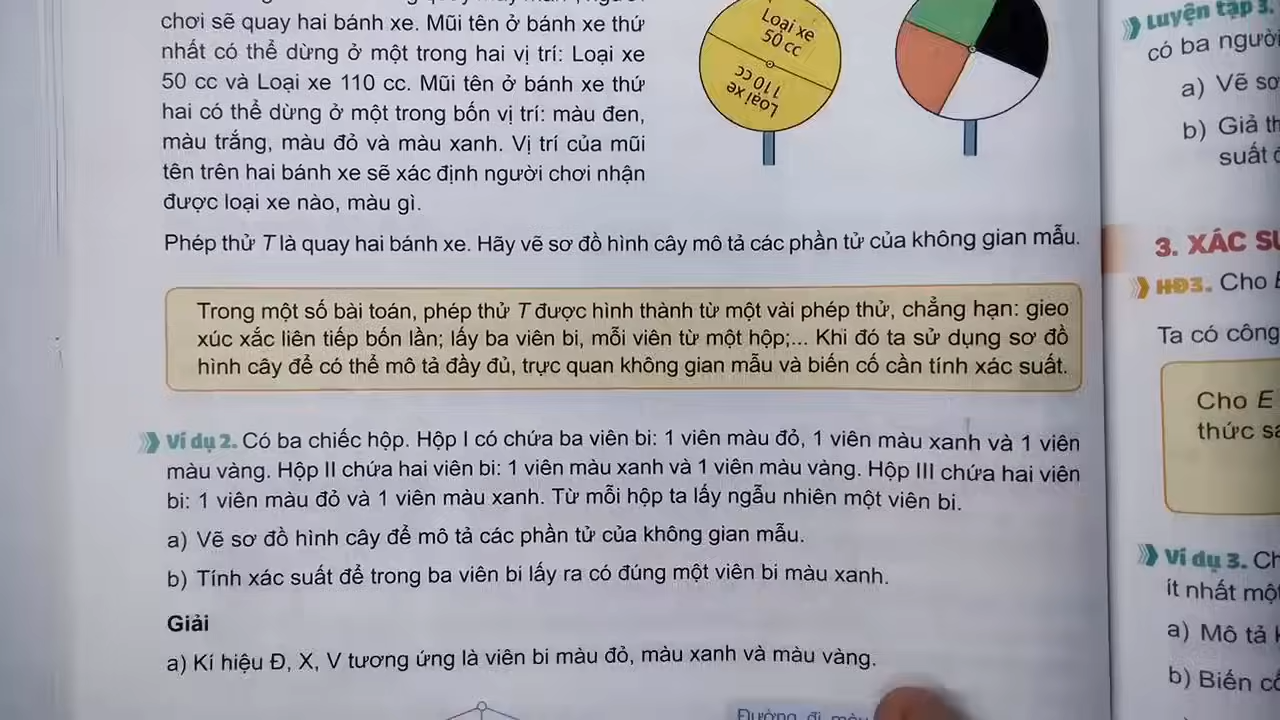 chơi sẽ quay hai bánh xe. Mũi tên ở bánh xe thứ
nhất có thể dừng ở một trong hai vị trí: Loại xe
50 cc và Loại xe 110 cc. Mũi tên ở bánh xe thứ
hai có thể dừng ở một trong bốn vị trí: màu đen,
màu trắng, màu đỏ và màu xanh. Vị trí của mũi
tên trên hai bánh xe sẽ xác định người chơi nhận
được loại xe nào, màu gì.
Loại xe
50 cc
Loại xe
110 cc
Phép thử T là quay hai bánh xe. Hãy vẽ sơ đồ hình cây mô tả các phần tử của không gian mẫu.
Trong một số bài toán, phép thử T được hình thành từ một vài phép thử, chẳng hạn: gieo
xúc xắc liên tiếp bốn lần; lấy ba viên bi, mỗi viên từ một hộp;... Khi đó ta sử dụng sơ đồ
hình cây để có thể mô tả đầy đủ, trực quan không gian mẫu và biến cố cần tính xác suất.
Ví dụ 2. Có ba chiếc hộp. Hộp I có chứa ba viên bi: 1 viên màu đỏ, 1 viên màu xanh và 1 viên
màu vàng. Hộp II chứa hai viên bi: 1 viên màu xanh và 1 viên màu vàng. Hộp III chứa hai viên
bi: 1 viên màu đỏ và 1 viên màu xanh. Từ mỗi hộp ta lấy ngẫu nhiên một viên bi.
a) Vẽ sơ đồ hình cây để mô tả các phần tử của không gian mẫu.
b) Tính xác suất để trong ba viên bi lấy ra có đúng một viên bi màu xanh.
Giải
a) Kí hiệu Đ, X, V tương ứng là viên bi màu đỏ, màu xanh và màu vàng.
Đường đi màu
Luyện tập 3.
có ba người
a) Vẽ sơ
b) Giả th
suất
3. XÁC SU
HĐ3. Cho E
Ta có công
Cho E
thức sa
Ví dụ 3. Ch
ít nhất một
a) Mô tả
b) Biến cố